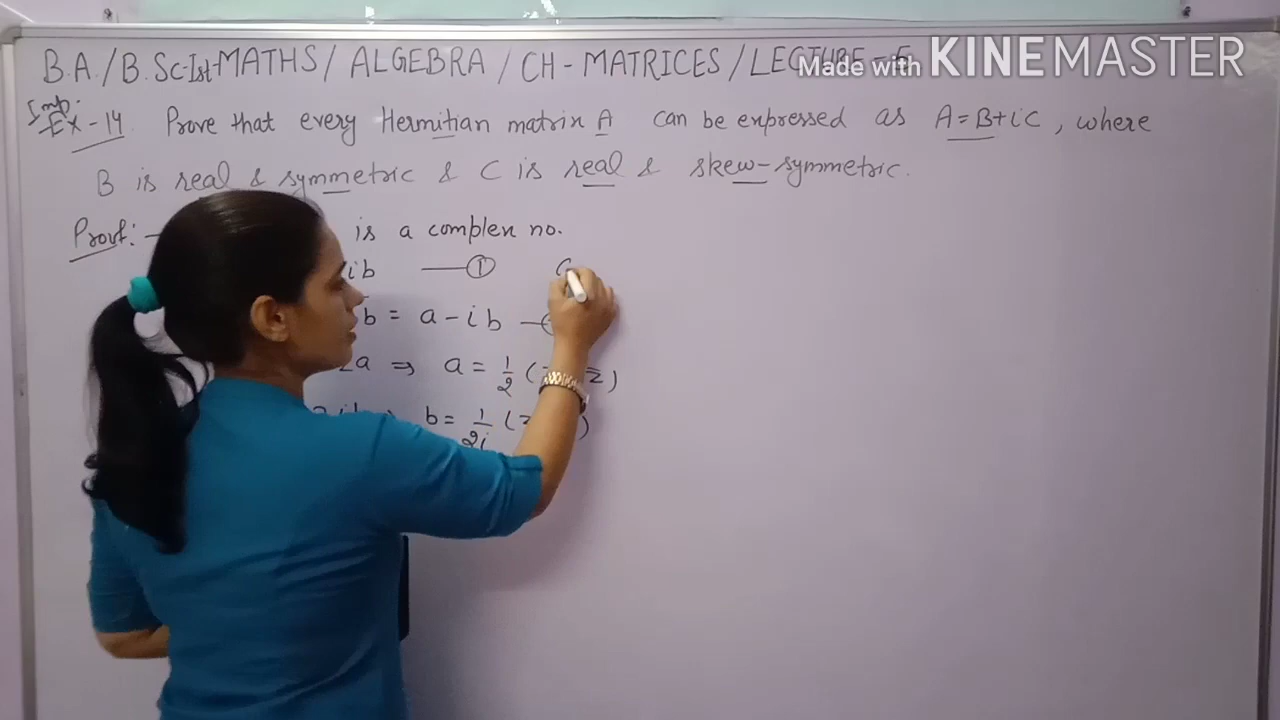 B.A./B.Sc-Ist-MATHS/ALGEBRA/CH-MATRICES/LECTURE-
Made with KINEMASTER
Imp.
Ex-14 Prove that every Hermitian matrix A can be expressed as A=B+iC, where
B is real & symmetric & C is real & skew-symmetric.
Proof:- is a complex no.
ib —①
b = a-ib
2a ⇒ a = 1/2 (
b = 1/2i (z